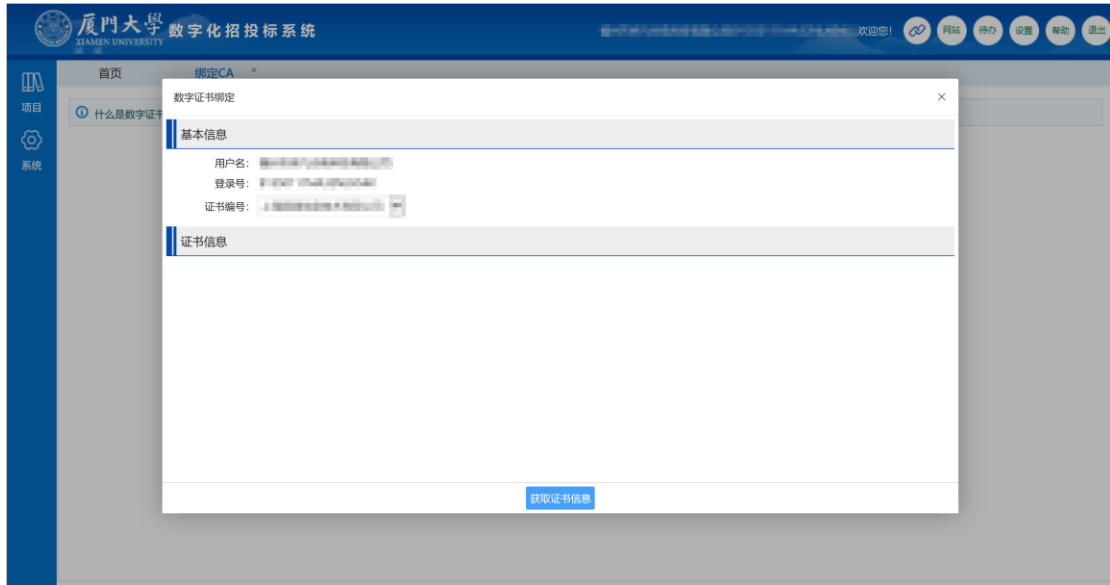 厦門大學 数字化招投标系统 欢迎您! 网站 待办 设置 帮助 退出
XIAMEN UNIVERSITY
首页 绑定CA ×
项目
系统
什么是数字证书
数字证书绑定 ×
基本信息
用户名：
登录号：
证书编号：
证书信息
获取证书信息